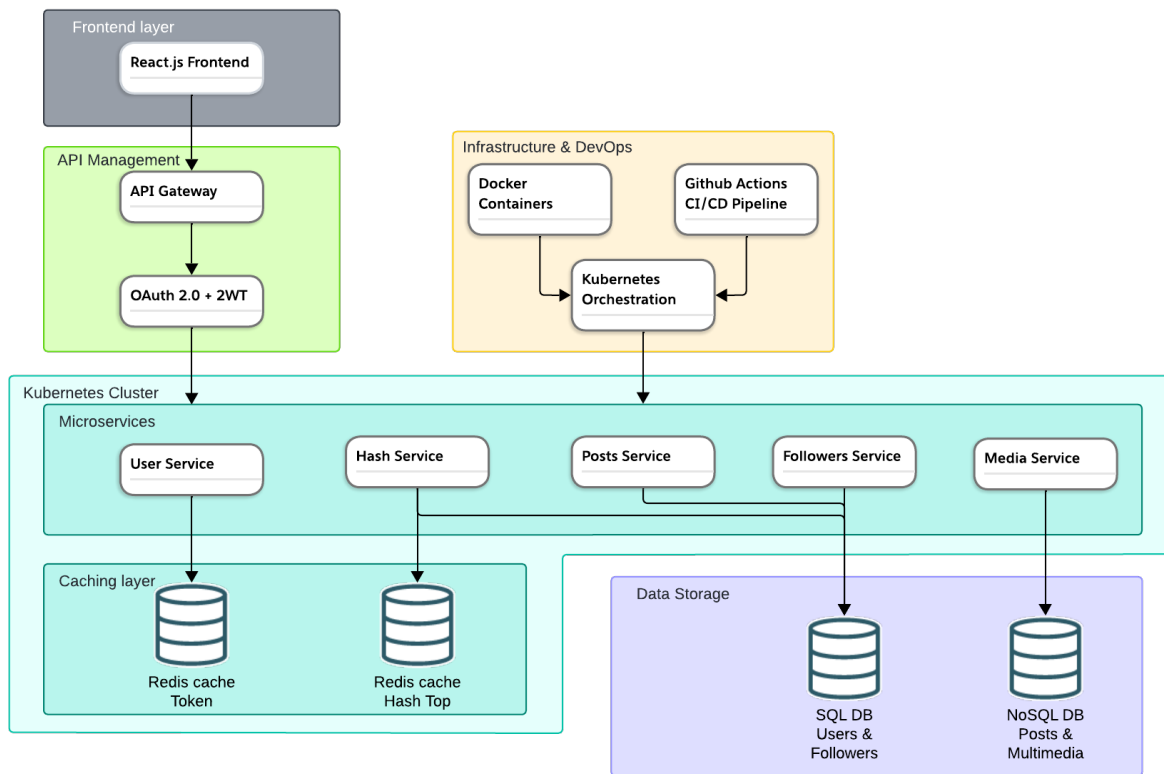 Frontend layer
React.js Frontend
API Management
API Gateway
OAuth 2.0 + 2WT
Infrastructure & DevOps
Docker
Containers
Github Actions
CI/CD Pipeline
Kubernetes
Orchestration
Kubernetes Cluster
Microservices
User Service
Hash Service
Posts Service
Followers Service
Media Service
Caching layer
Redis cache
Token
Redis cache
Hash Top
Data Storage
SQL DB
Users &
Followers
NoSQL DB
Posts &
Multimedia